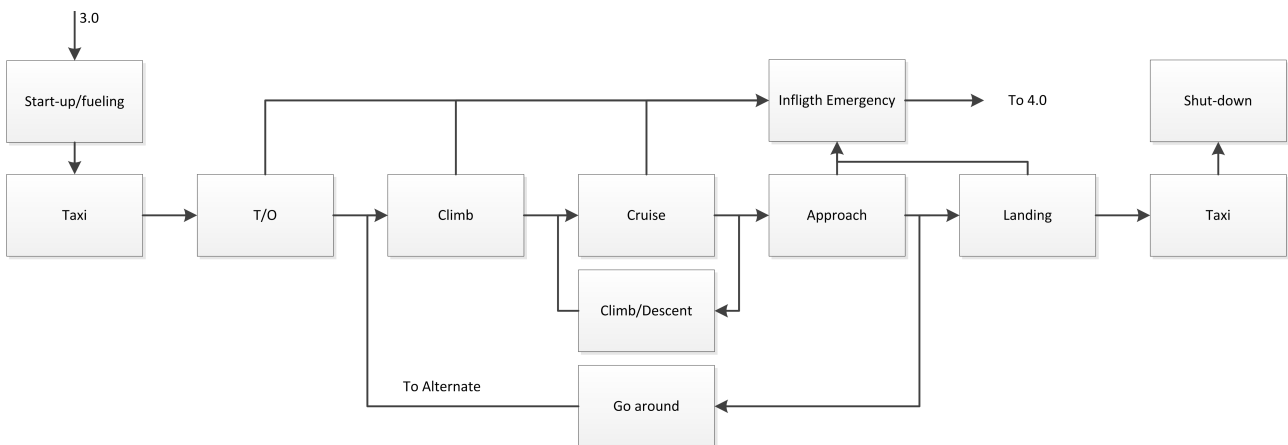 3.0
Start-up/fueling
Infligth Emergency
To 4.0
Shut-down
Taxi
T/O
Climb
Cruise
Approach
Landing
Taxi
Climb/Descent
To Alternate
Go around